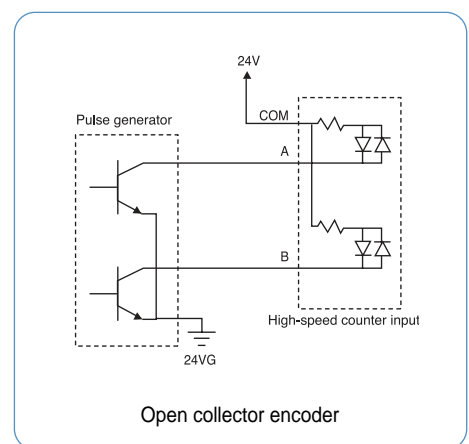 24V
Pulse generator
COM
A
B
High-speed counter input
24VG
Open collector encoder